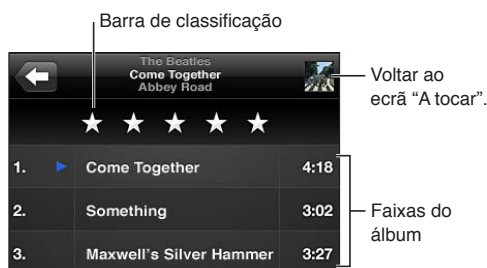 Barra de classificação
The Beatles
Come Together
Abbey Road
Voltar ao
ecrã “A tocar”.
1. Come Together 4:18
2. Something 3:02
3. Maxwell's Silver Hammer 3:27
Faixas do
álbum